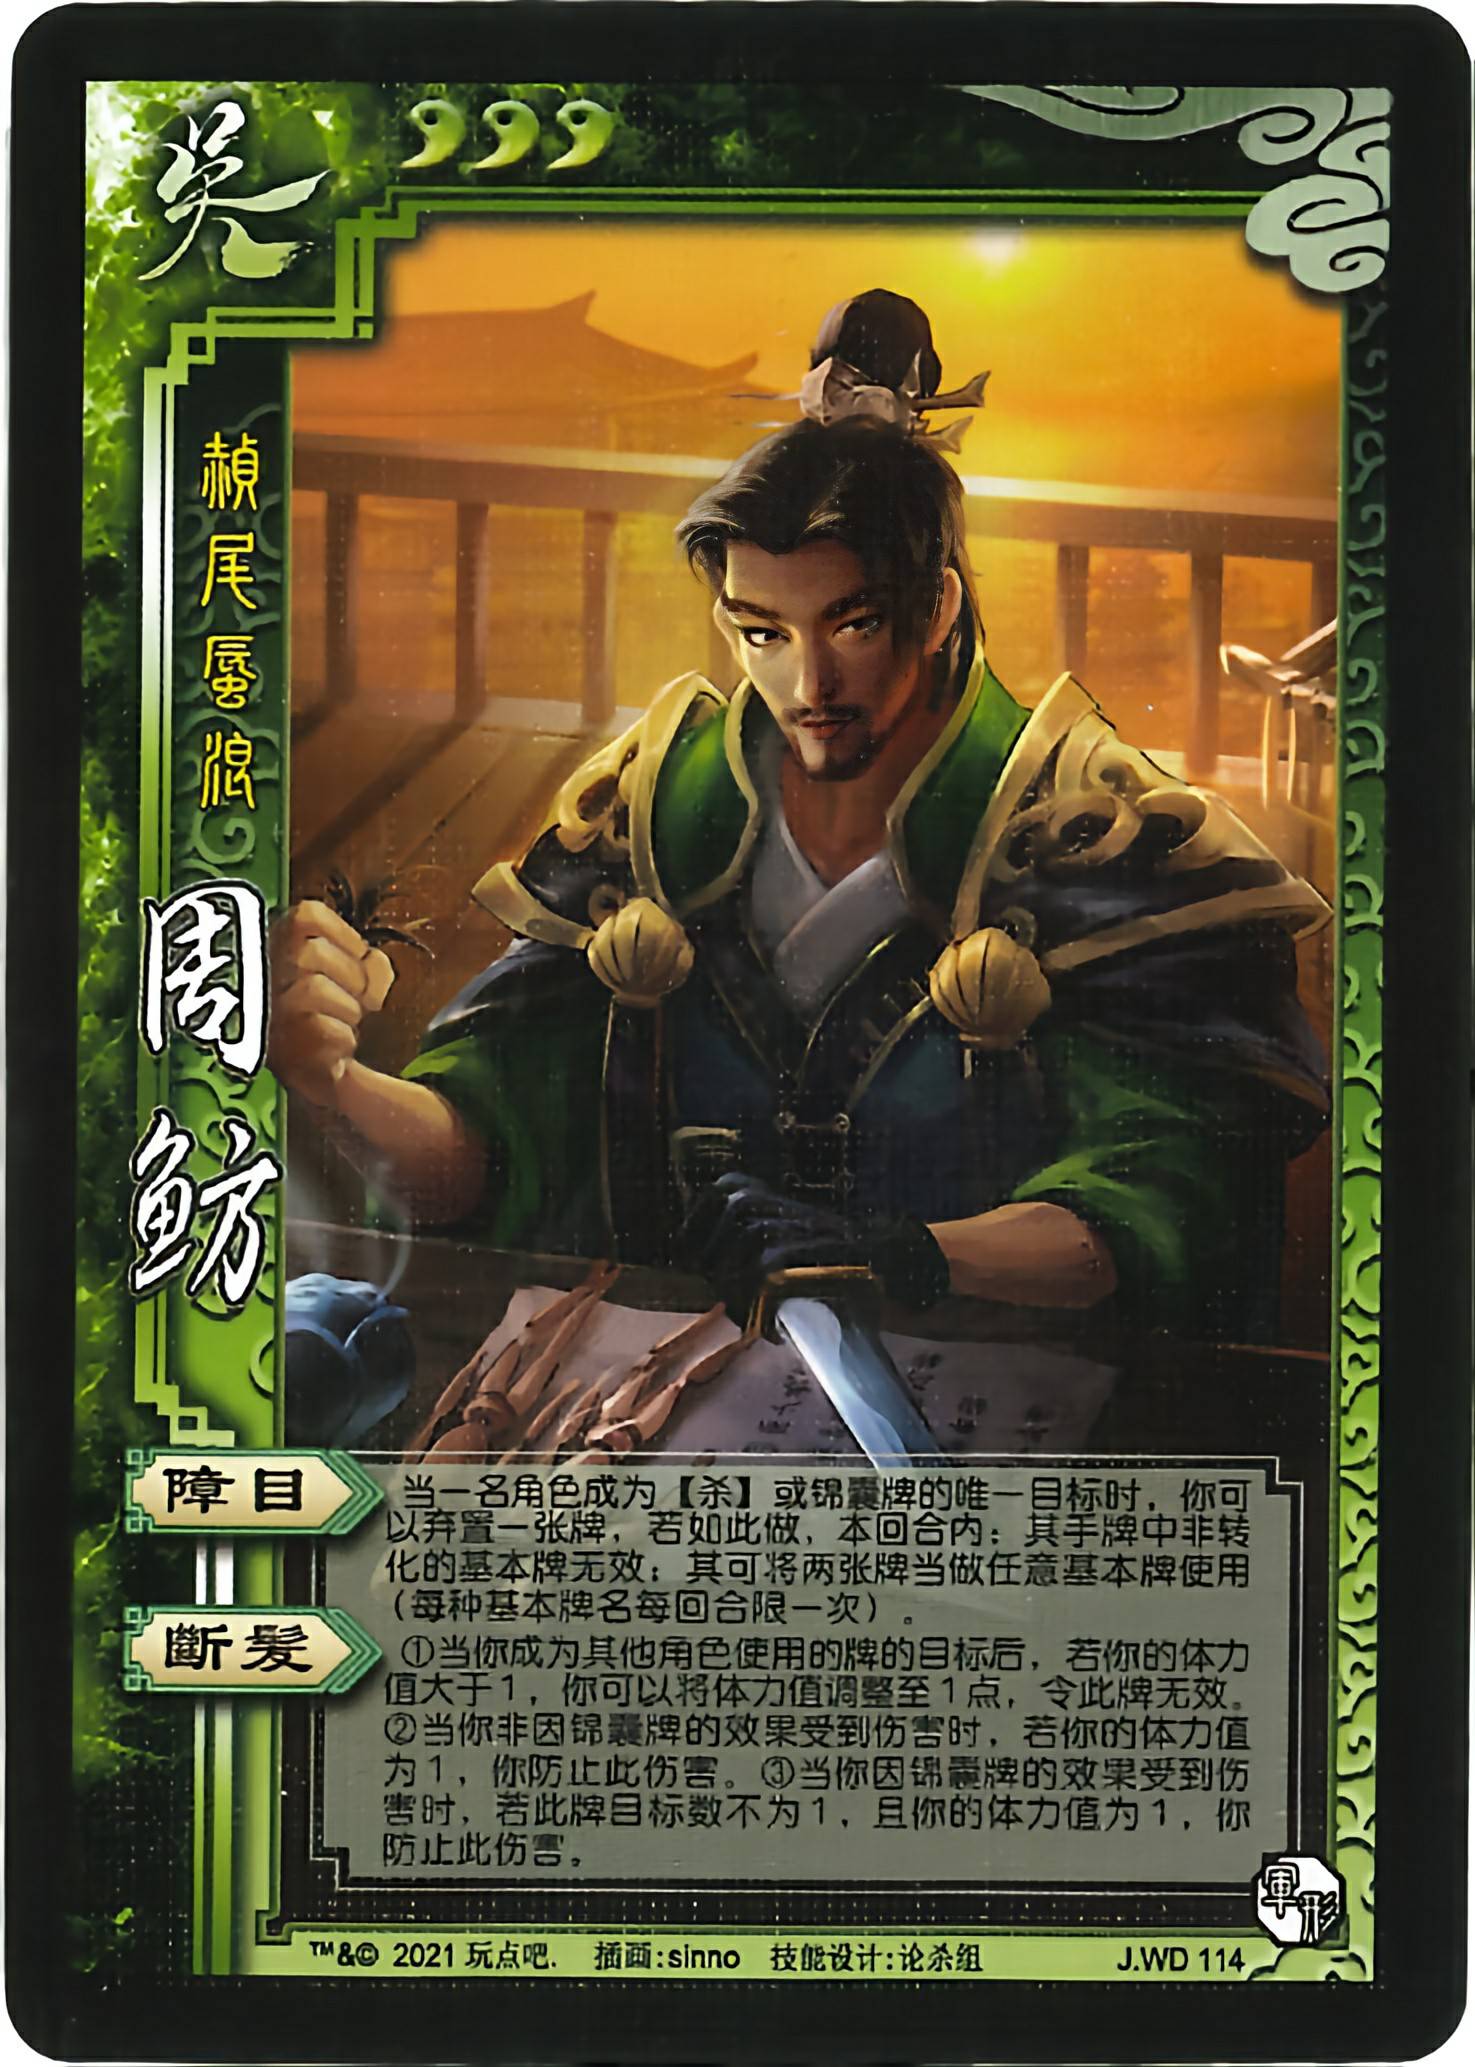 吴
赪尾蜃浪
周鲂
障目
当一名角色成为【杀】或锦囊牌的唯一目标时，你可
以弃置一张牌，若如此做，本回合内：其手牌中非转
化的基本牌无效；其可将两张牌当做任意基本牌使用
（每种基本牌名每回合限一次）。
斷髮
①当你成为其他角色使用的牌的目标后，若你的体力
值大于1，你可以将体力值调整至1点，令此牌无效。
②当你非因锦囊牌的效果受到伤害时，若你的体力值
为1，你防止此伤害。③当你因锦囊牌的效果受到伤
害时，若此牌目标数不为1，且你的体力值为1，你
防止此伤害。
軍形
™&© 2021 玩点吧. 插画:sinno 技能设计:论杀组 J.WD 114